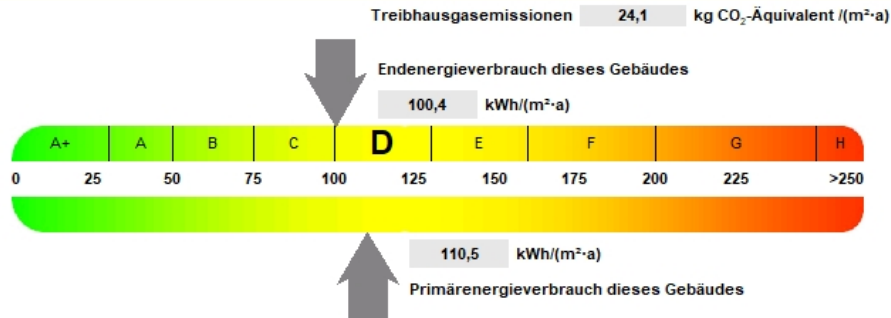 Treibhausgasemissionen 24,1 kg CO₂-Äquivalent /(m²·a)
Endenergieverbrauch dieses Gebäudes
100,4 kWh/(m²·a)
A+ A B C D E F G H
0 25 50 75 100 125 150 175 200 225 >250
110,5 kWh/(m²·a)
Primärenergieverbrauch dieses Gebäudes